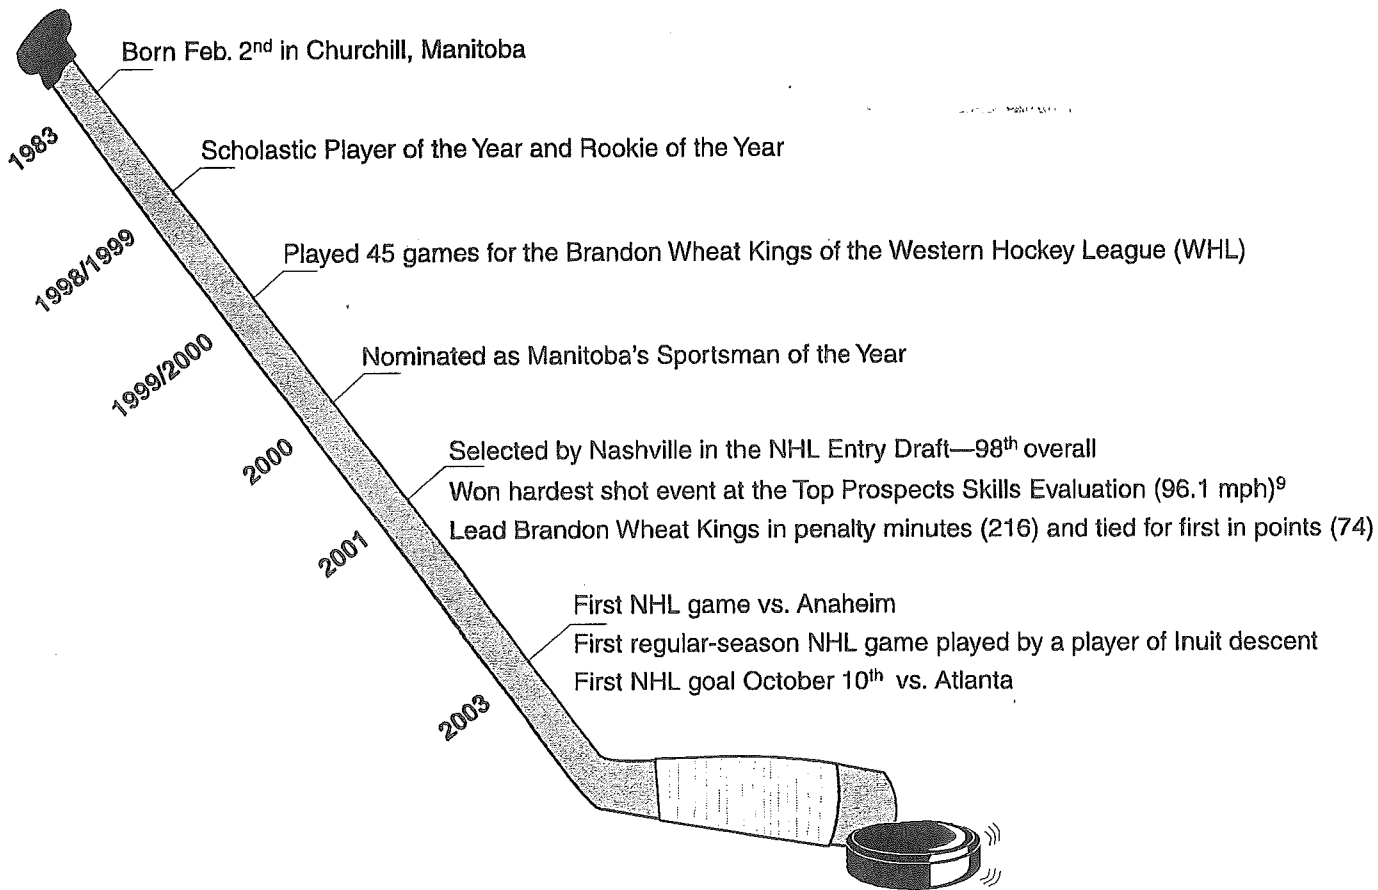 Born Feb. 2nd in Churchill, Manitoba
1983
Scholastic Player of the Year and Rookie of the Year
1998/1999
Played 45 games for the Brandon Wheat Kings of the Western Hockey League (WHL)
1999/2000
Nominated as Manitoba's Sportsman of the Year
2000
Selected by Nashville in the NHL Entry Draft—98th overall
Won hardest shot event at the Top Prospects Skills Evaluation (96.1 mph)9
Lead Brandon Wheat Kings in penalty minutes (216) and tied for first in points (74)
2001
First NHL game vs. Anaheim
First regular-season NHL game played by a player of Inuit descent
First NHL goal October 10th vs. Atlanta
2003